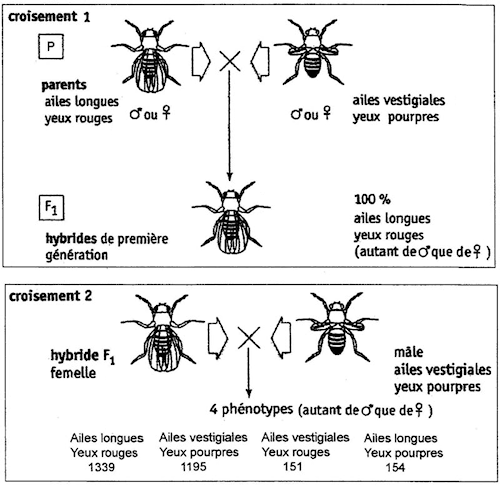 croisement 1
P
parents
ailes longues
yeux rouges
♂ ou ♀
♂ ou ♀
ailes vestigiales
yeux pourpres
F1
hybrides de première
génération
100 %
ailes longues
yeux rouges
(autant de ♂ que de ♀)
croisement 2
hybride F1
femelle
mâle
ailes vestigiales
yeux pourpres
4 phénotypes (autant de ♂ que de ♀)
Ailes longues Ailes vestigiales Ailes vestigiales Ailes longues
Yeux rouges Yeux pourpres Yeux rouges Yeux pourpres
1339 1195 151 154